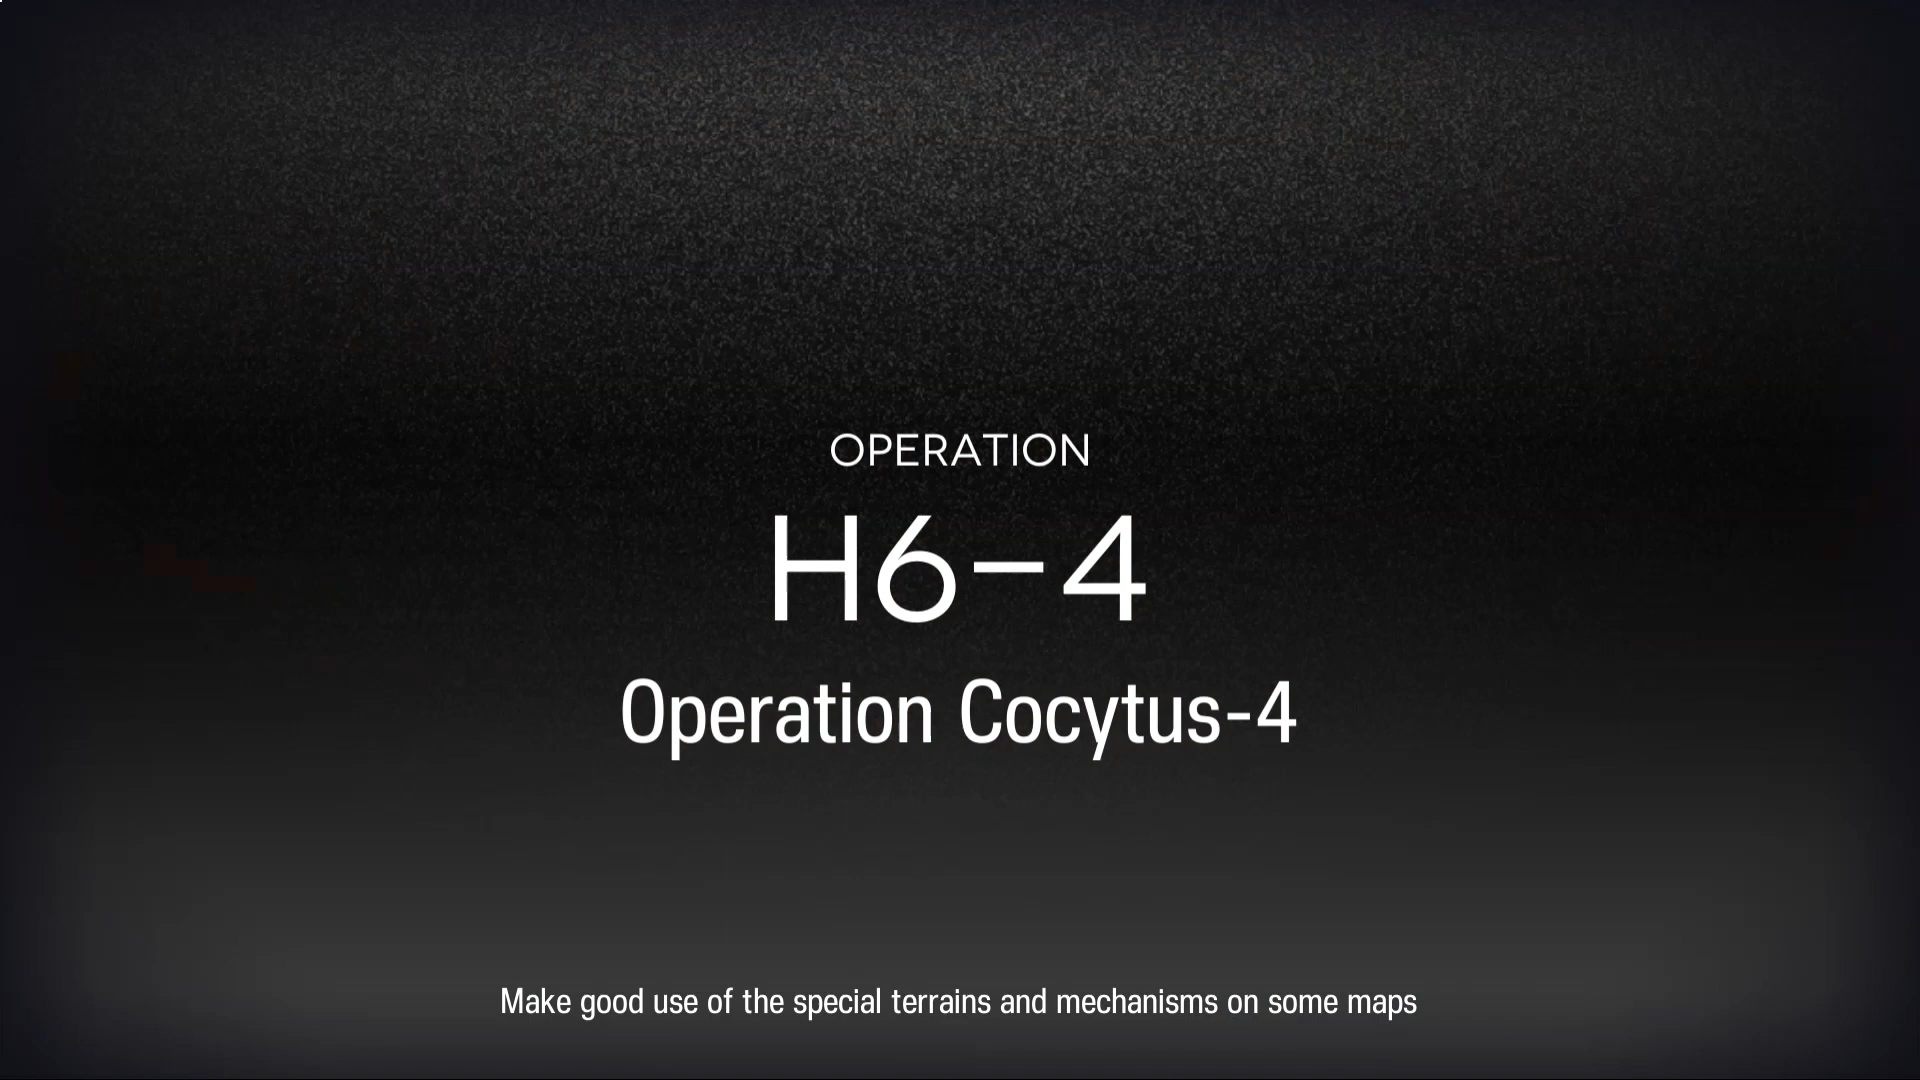 OPERATION
H6-4
Operation Cocytus-4
Make good use of the special terrains and mechanisms on some maps